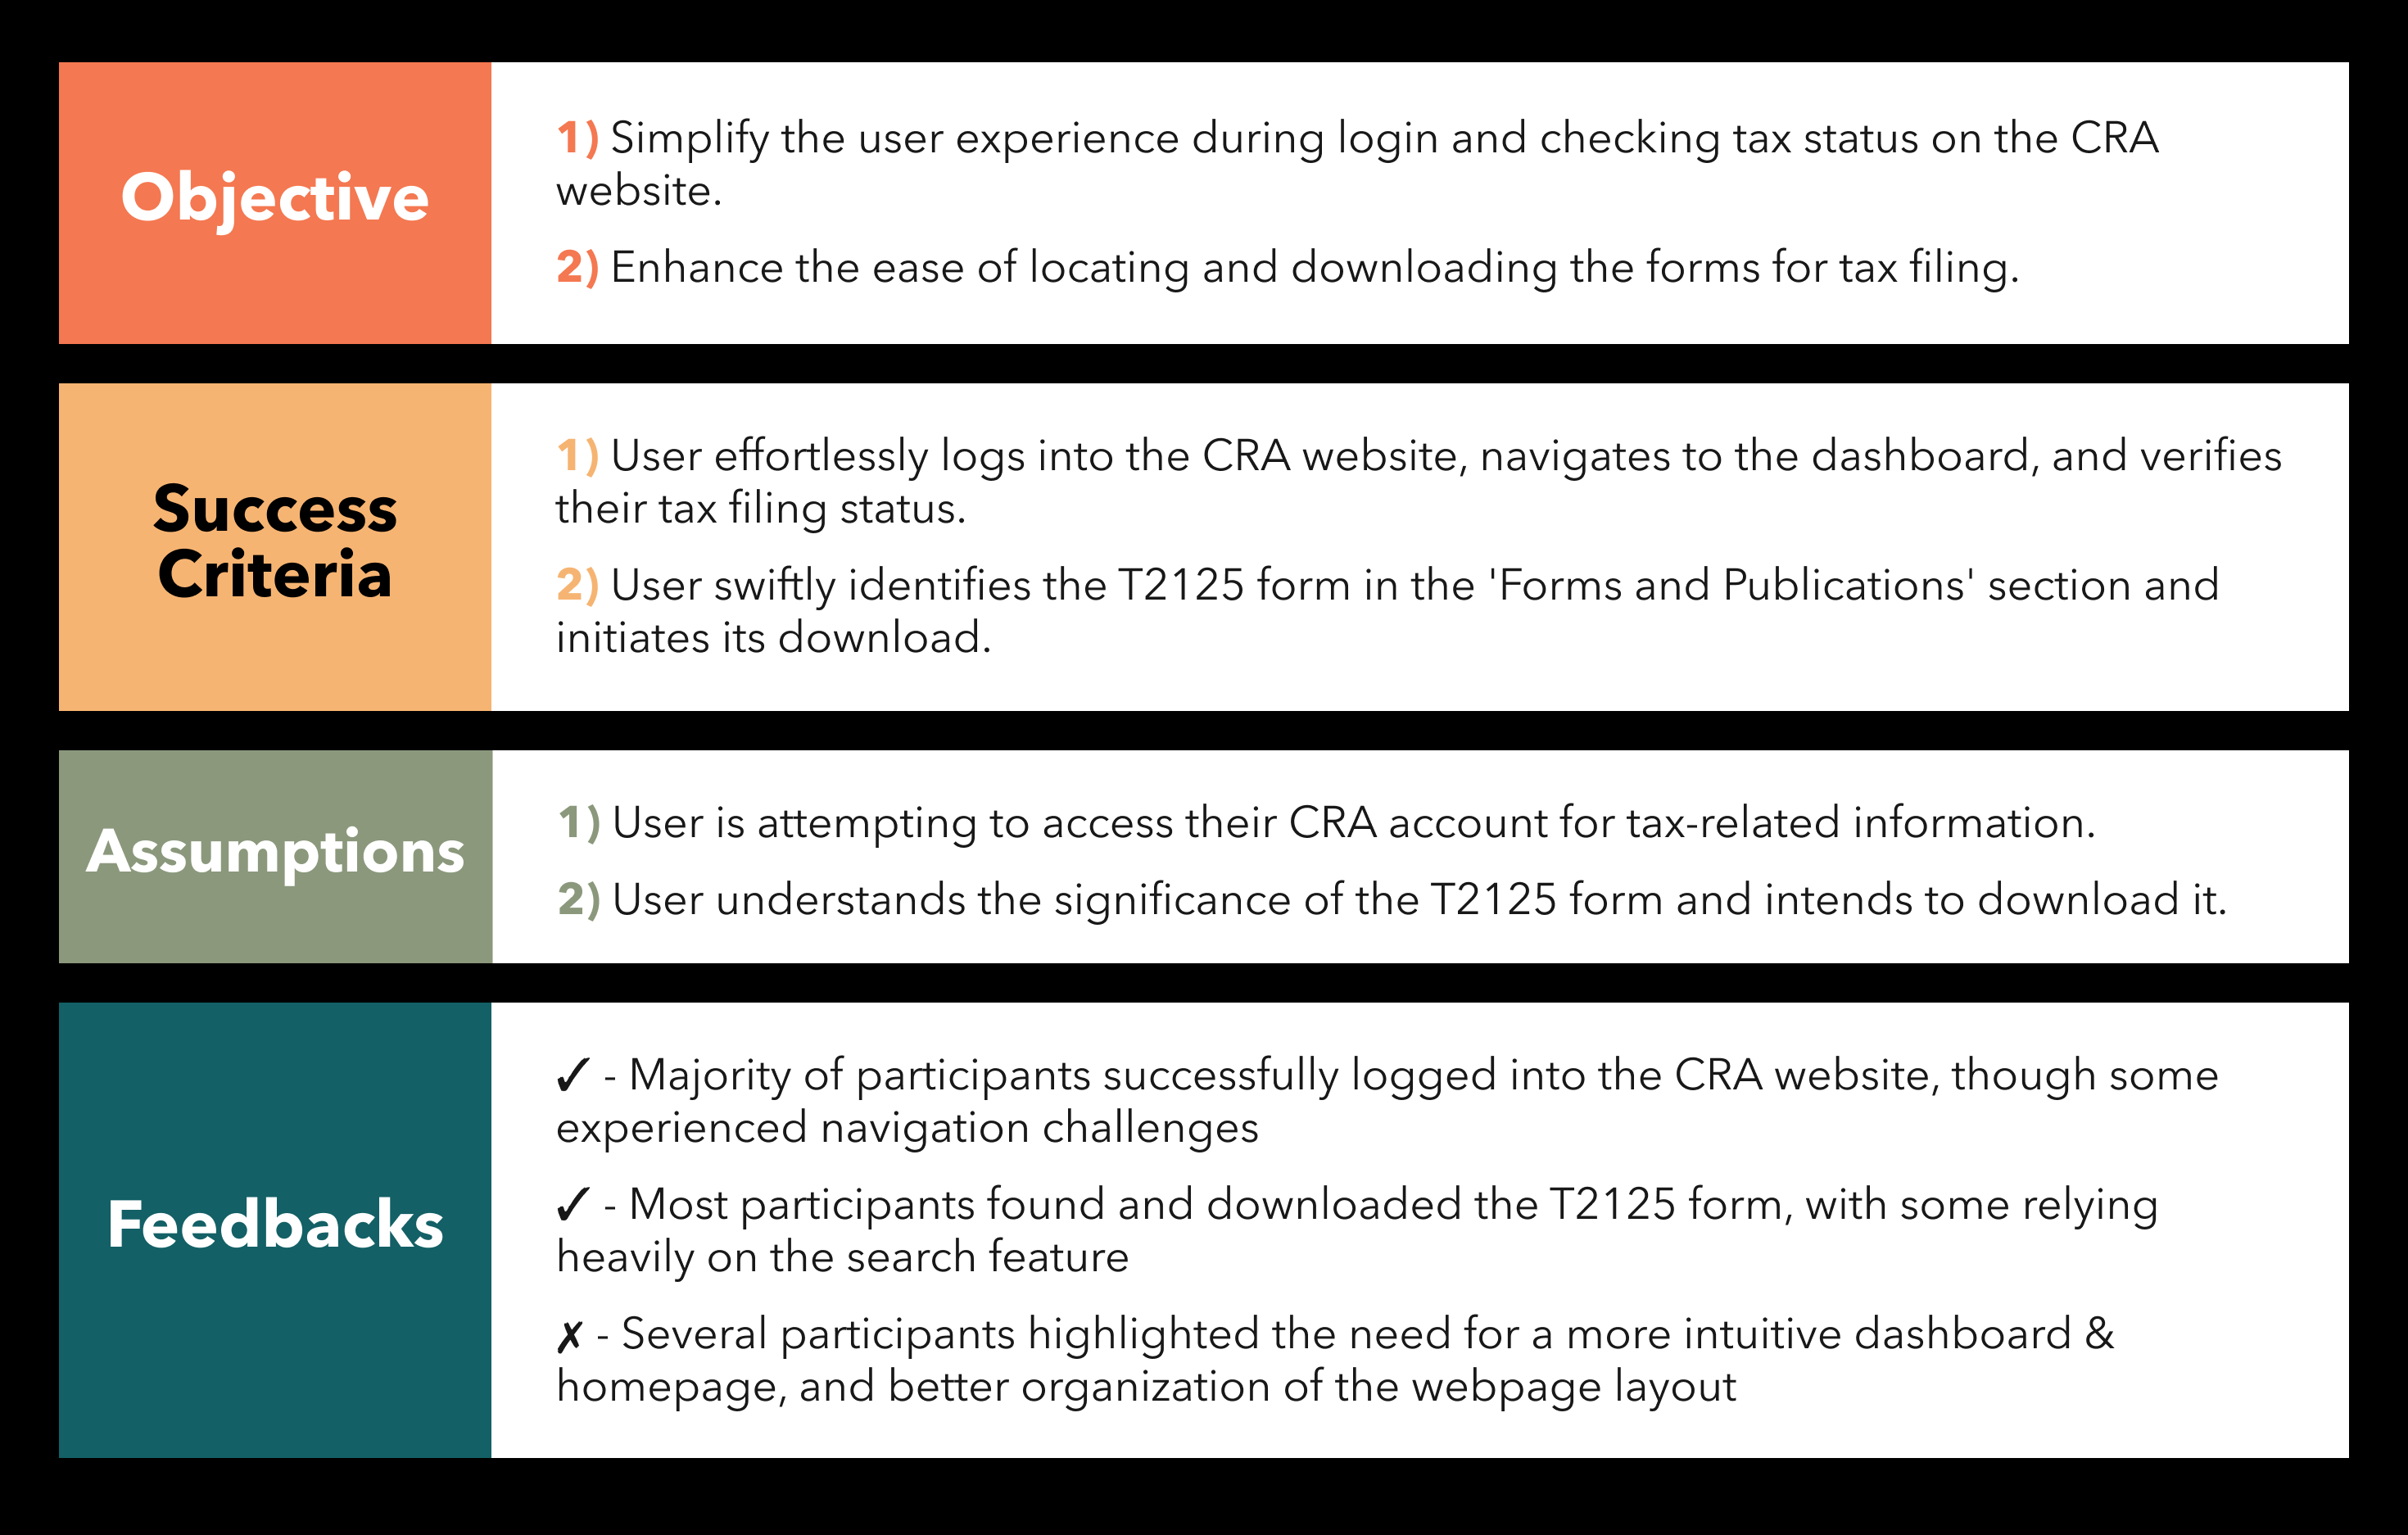 Objective
1) Simplify the user experience during login and checking tax status on the CRA
website.
2) Enhance the ease of locating and downloading the forms for tax filing.
Success
Criteria
1) User effortlessly logs into the CRA website, navigates to the dashboard, and verifies
their tax filing status.
2) User swiftly identifies the T2125 form in the 'Forms and Publications' section and
initiates its download.
Assumptions
1) User is attempting to access their CRA account for tax-related information.
2) User understands the significance of the T2125 form and intends to download it.
Feedbacks
✓ - Majority of participants successfully logged into the CRA website, though some
experienced navigation challenges
✓ - Most participants found and downloaded the T2125 form, with some relying
heavily on the search feature
✗ - Several participants highlighted the need for a more intuitive dashboard &
homepage, and better organization of the webpage layout